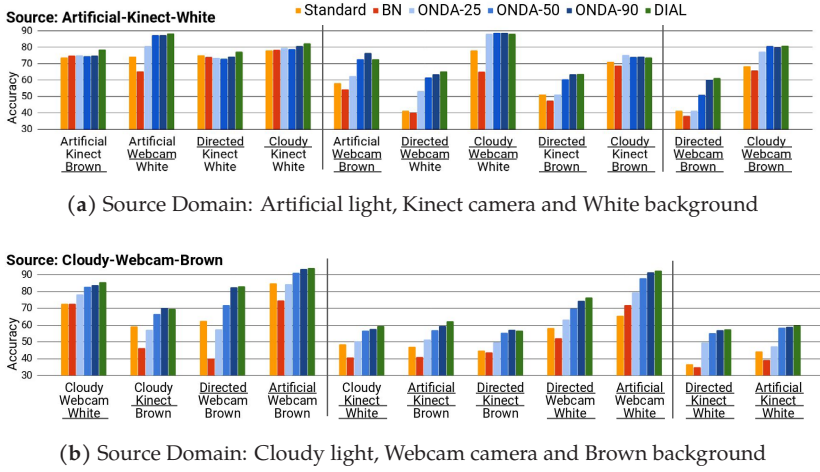 Standard BN ONDA-25 ONDA-50 ONDA-90 DIAL
Source: Artificial-Kinect-White
90
80
70
60
50
40
30
Accuracy
Artificial Kinect Brown
Artificial Webcam White
Directed Kinect White
Cloudy Kinect White
Artificial Webcam Brown
Directed Webcam White
Cloudy Webcam White
Directed Kinect Brown
Cloudy Kinect Brown
Directed Webcam Brown
Cloudy Webcam Brown
(a) Source Domain: Artificial light, Kinect camera and White background
Source: Cloudy-Webcam-Brown
90
80
70
60
50
40
30
Accuracy
Cloudy Webcam White
Cloudy Kinect Brown
Directed Webcam Brown
Artificial Webcam Brown
Cloudy Kinect White
Artificial Kinect Brown
Directed Kinect Brown
Directed Webcam White
Artificial Webcam White
Directed Kinect White
Artificial Kinect White
(b) Source Domain: Cloudy light, Webcam camera and Brown background